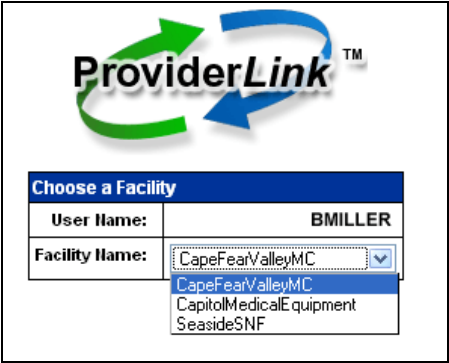 ProviderLink ™
Choose a Facility
User Name: BMILLER
Facility Name: CapeFearValleyMC
CapeFearValleyMC
CapitolMedicalEquipment
SeasideSNF